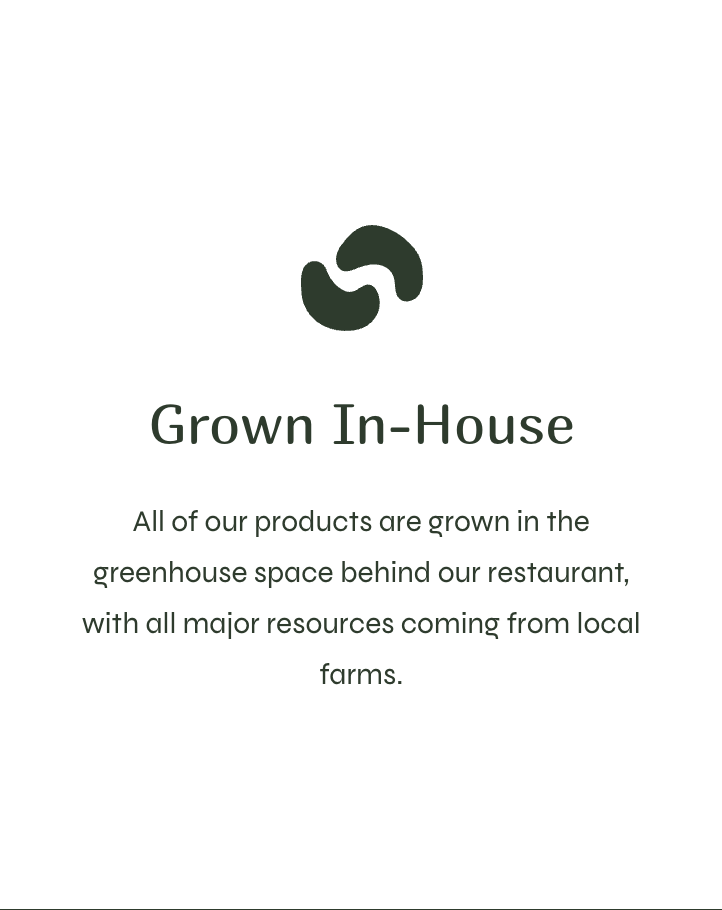 Grown In-House
All of our products are grown in the
greenhouse space behind our restaurant,
with all major resources coming from local
farms.